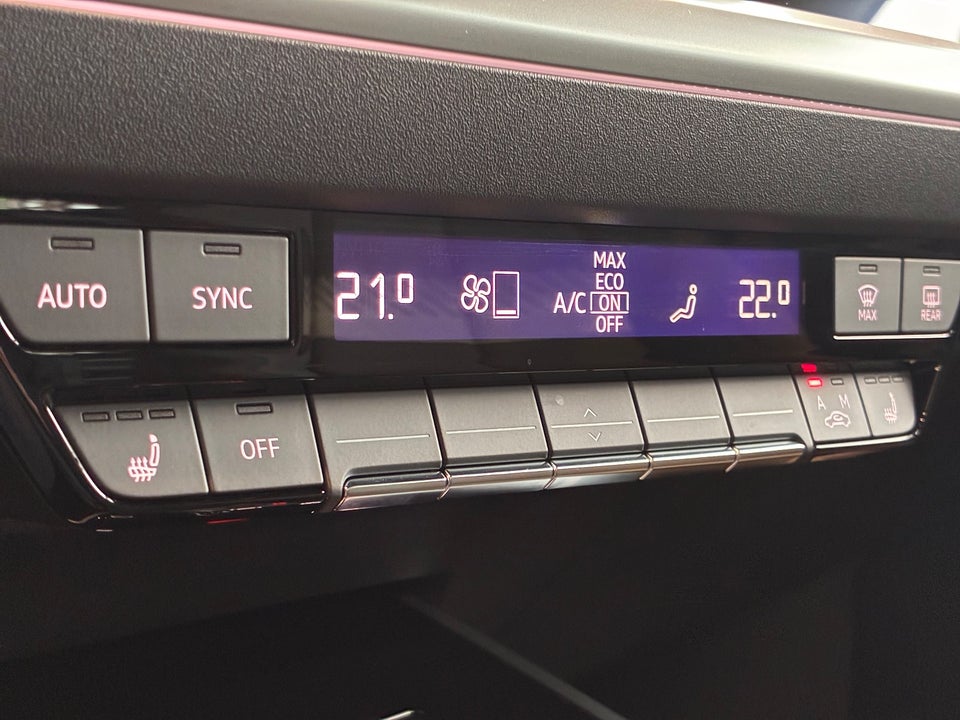 AUTO
SYNC
21.0
MAX
ECO
A/C ON
OFF
22.0
MAX
REAR
OFF
A M